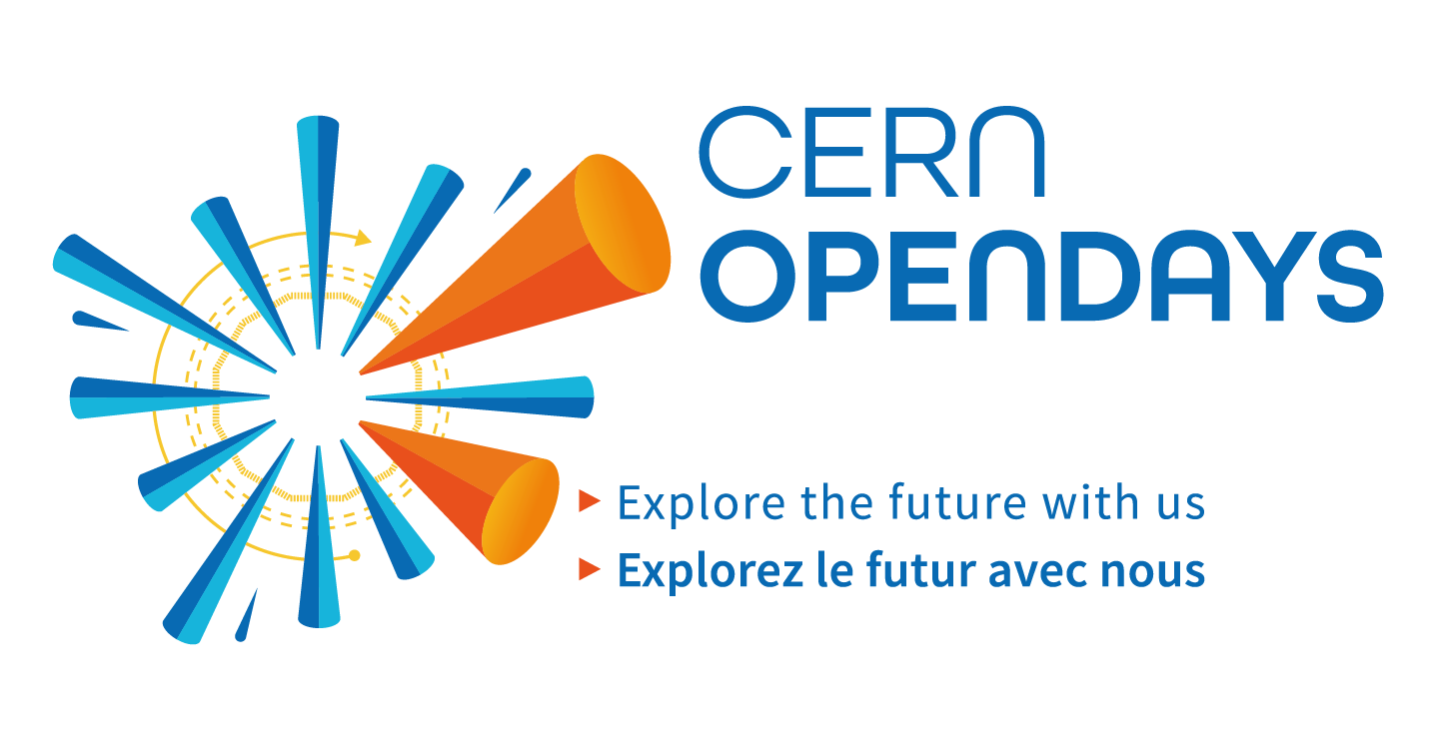 CERN
OPENDAYS
Explore the future with us
Explorez le futur avec nous